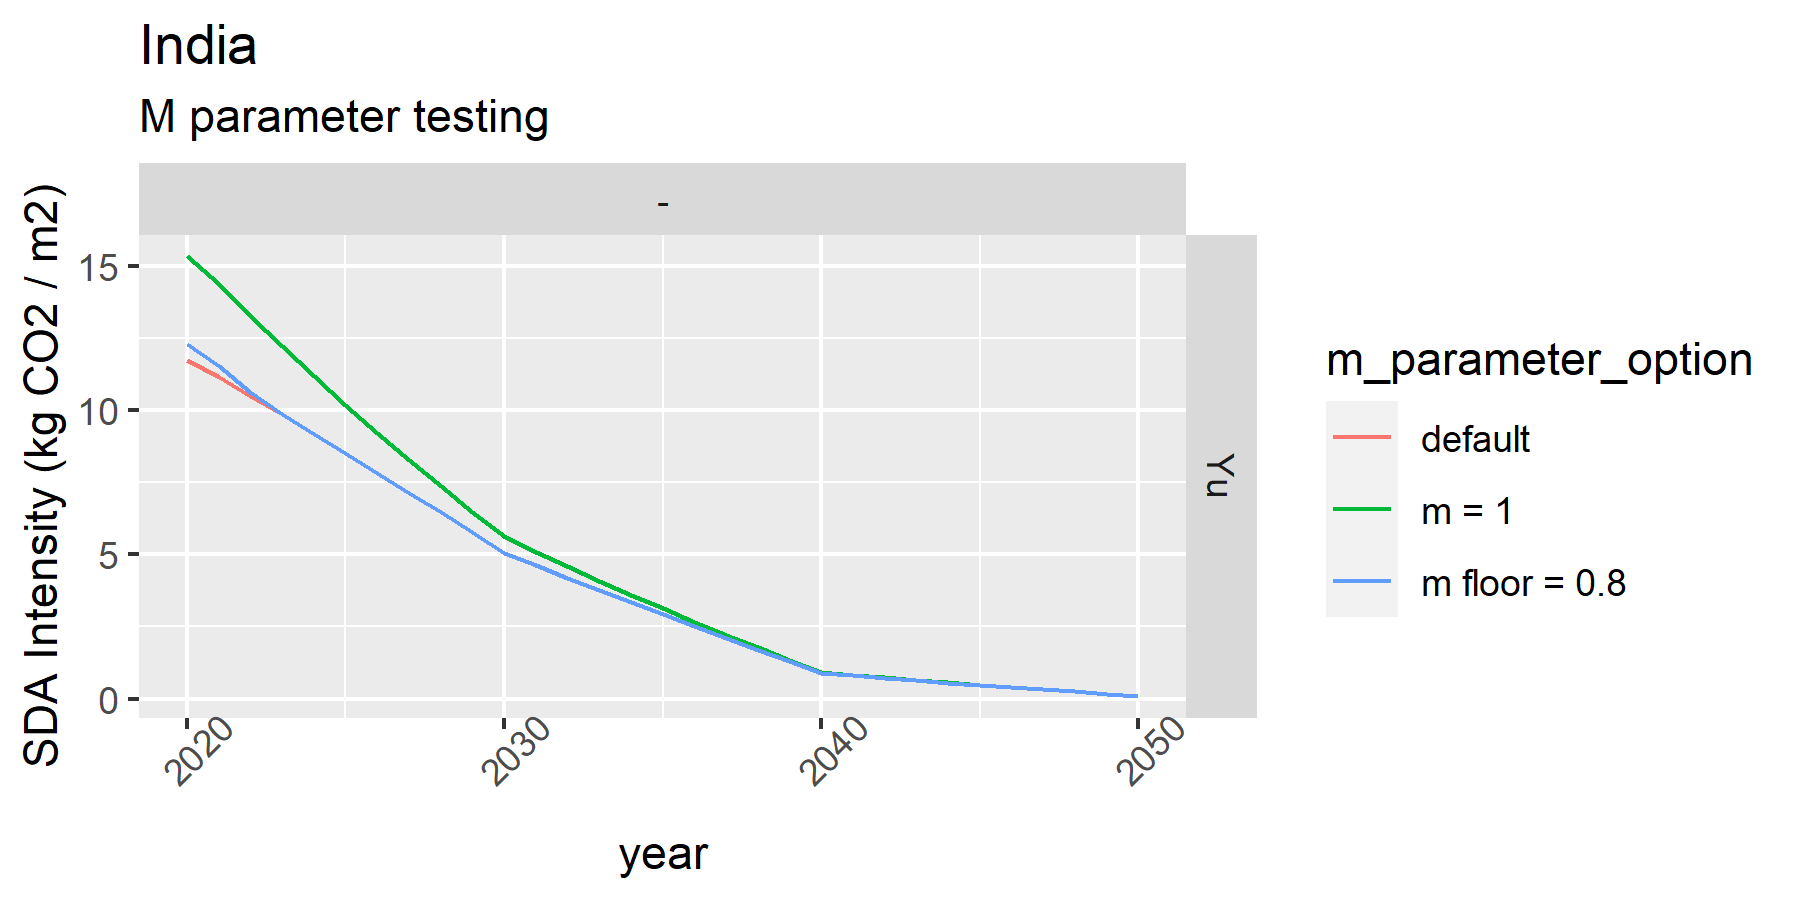 India
M parameter testing
-
SDA Intensity (kg CO2 / m2)
15
10
5
0
Yu
2020
2030
2040
2050
year
m_parameter_option
default
m = 1
m floor = 0.8